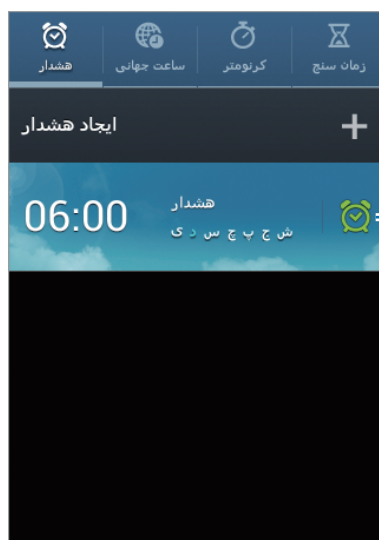 هشدار
ساعت جهانی
کرنومتر
زمان سنج
ایجاد هشدار
06:00
هشدار
ش ج پ چ س د ی